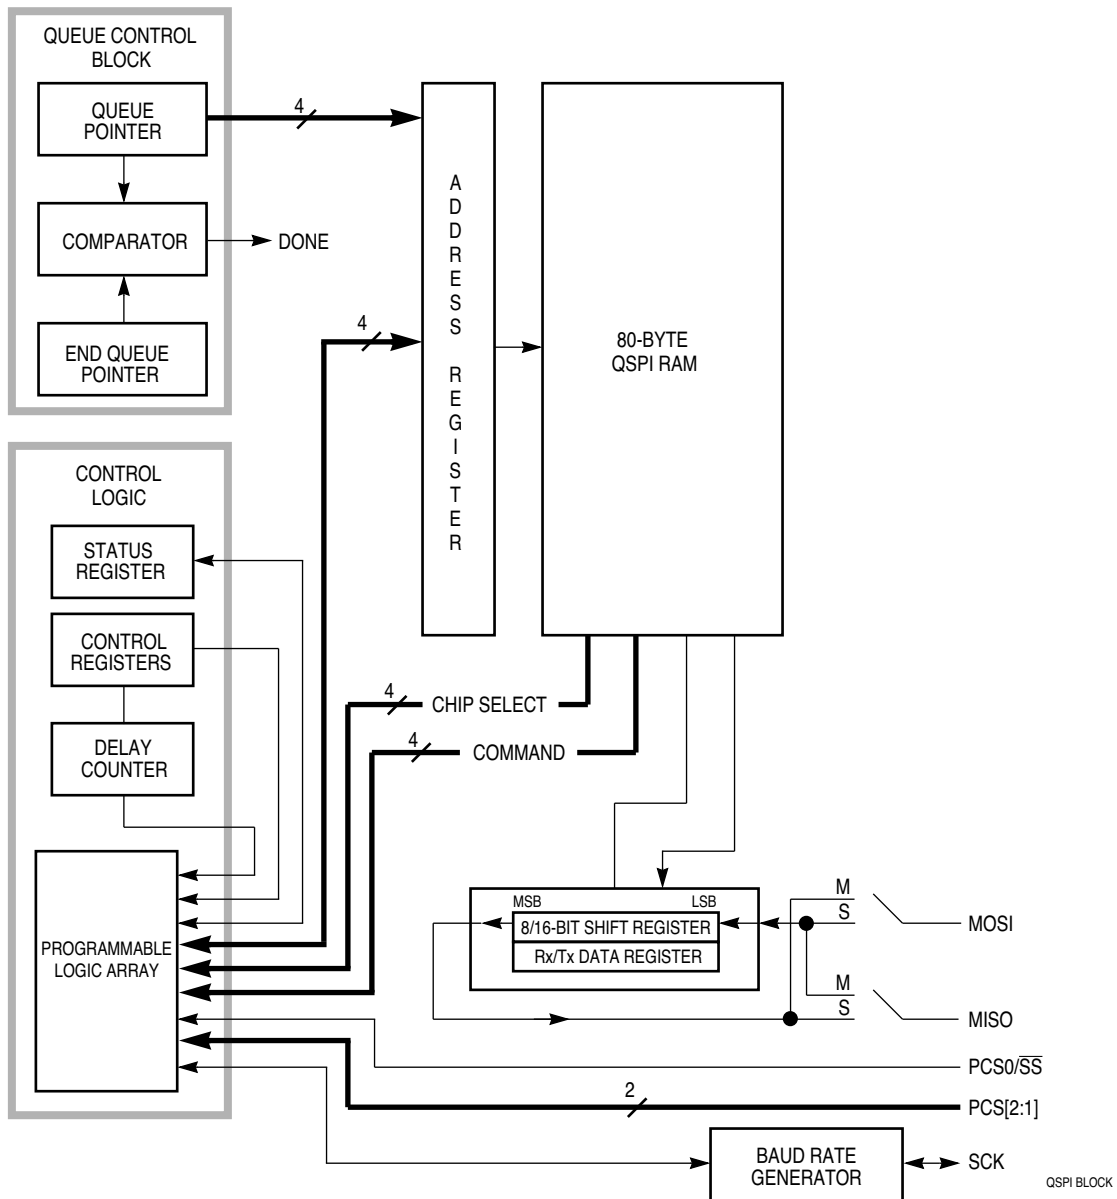 QUEUE CONTROL
BLOCK
QUEUE
POINTER
4
COMPARATOR
DONE
END QUEUE
POINTER
4
ADDRESS REGISTER
80-BYTE
QSPI RAM
CONTROL
LOGIC
STATUS
REGISTER
CONTROL
REGISTERS
DELAY
COUNTER
4
CHIP SELECT
4
COMMAND
PROGRAMMABLE
LOGIC ARRAY
MSB
LSB
8/16-BIT SHIFT REGISTER
Rx/Tx DATA REGISTER
M
S
MOSI
M
S
MISO
PCS0/S̅S̅
2
PCS[2:1]
BAUD RATE
GENERATOR
SCK
QSPI BLOCK